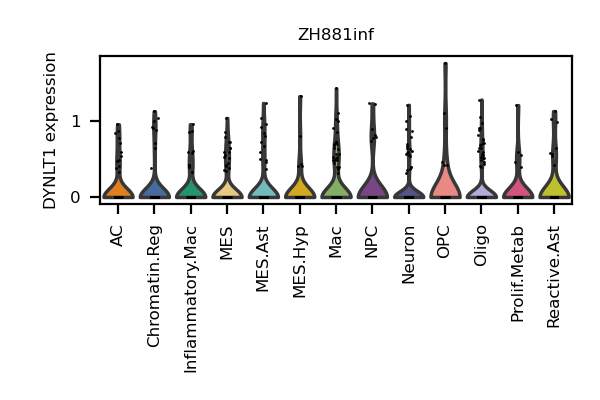 ZH881inf
DYNLT1 expression
1
0
AC
Chromatin.Reg
Inflammatory.Mac
MES
MES.Ast
MES.Hyp
Mac
NPC
Neuron
OPC
Oligo
Prolif.Metab
Reactive.Ast